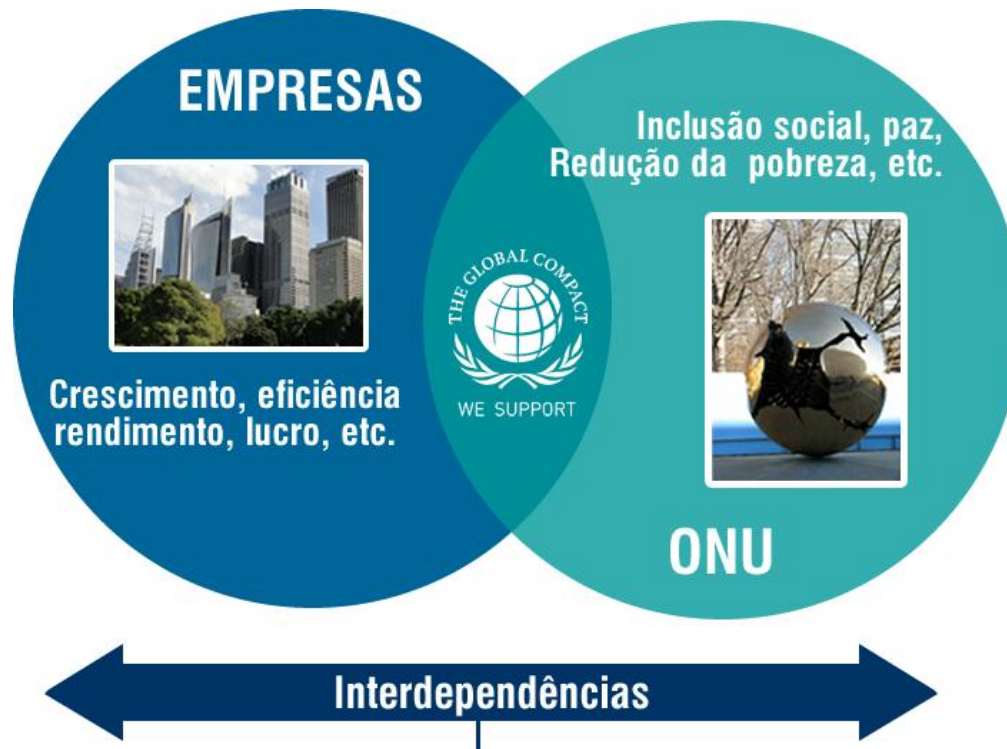 EMPRESAS
Crescimento, eficiência
rendimento, lucro, etc.
THE GLOBAL COMPACT
WE SUPPORT
Inclusão social, paz,
Redução da pobreza, etc.
ONU
Interdependências